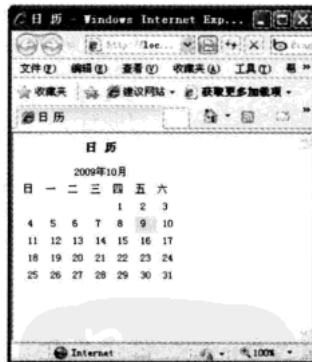 日 历 - Windows Internet Exp...
http://loc...
文件(F) 编辑(E) 查看(V) 收藏夹(A) 工具(T) 帮 »
收藏夹 建议网站 获取更多加载项
日 历
日 历
2009年10月
日 一 二 三 四 五 六
1 2 3
4 5 6 7 8 9 10
11 12 13 14 15 16 17
18 19 20 21 22 23 24
25 26 27 28 29 30 31
Internet 100%